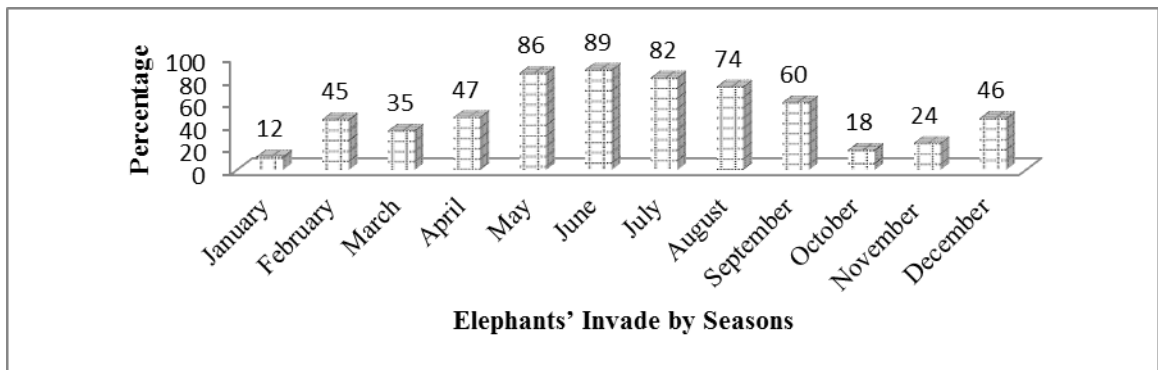 Percentage
100
80
60
40
20
0
12
45
35
47
86
89
82
74
60
18
24
46
January
February
March
April
May
June
July
August
September
October
November
December
Elephants’ Invade by Seasons